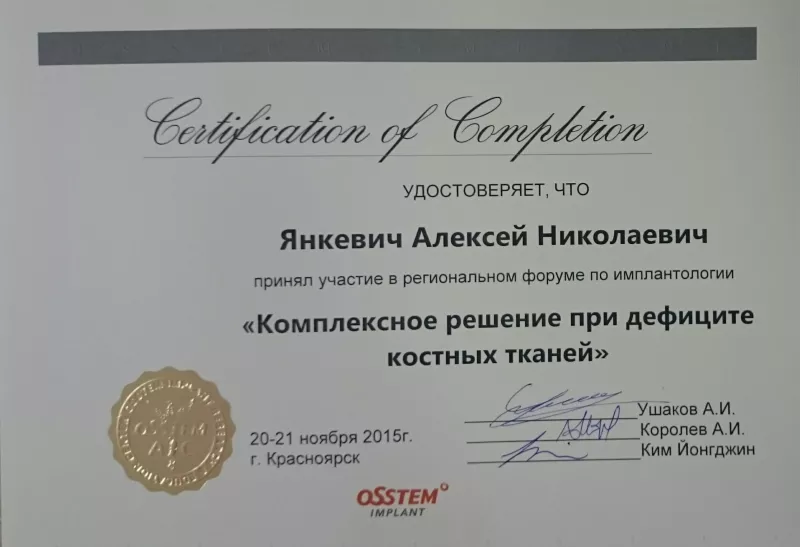 Certification of Completion
УДОСТОВЕРЯЕТ, ЧТО
Янкевич Алексей Николаевич
принял участие в региональном форуме по имплантологии
«Комплексное решение при дефиците
костных тканей»
OSSTEM
Ушаков А.И.
20-21 ноября 2015г.
Королев А.И.
г. Красноярск
Ким Йонгджин
OSSTEM
IMPLANT